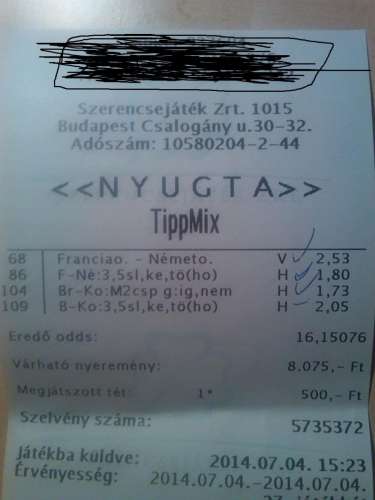 Szerencsejáték Zrt. 1015
Budapest Csalogány u.30-32.
Adószám: 10580204-2-44
<<NYUGTA>>
TippMix
68 Franciao. - Németo. V 2,53
86 F-Né:3,5sl,ke,tö(ho) H 1,80
104 Br-Ko:M2csp g:ig,nem H 1,73
109 B-Ko:3,5sl,ke,tö(ho) H 2,05
Eredő odds: 16,15076
Várható nyeremény: 8.075,- Ft
Megjátszott tét: 1* 500,- Ft
Szelvény száma: 5735372
Játékba küldve: 2014.07.04. 15:23
Érvényesség: 2014.07.04.-2014.07.04.